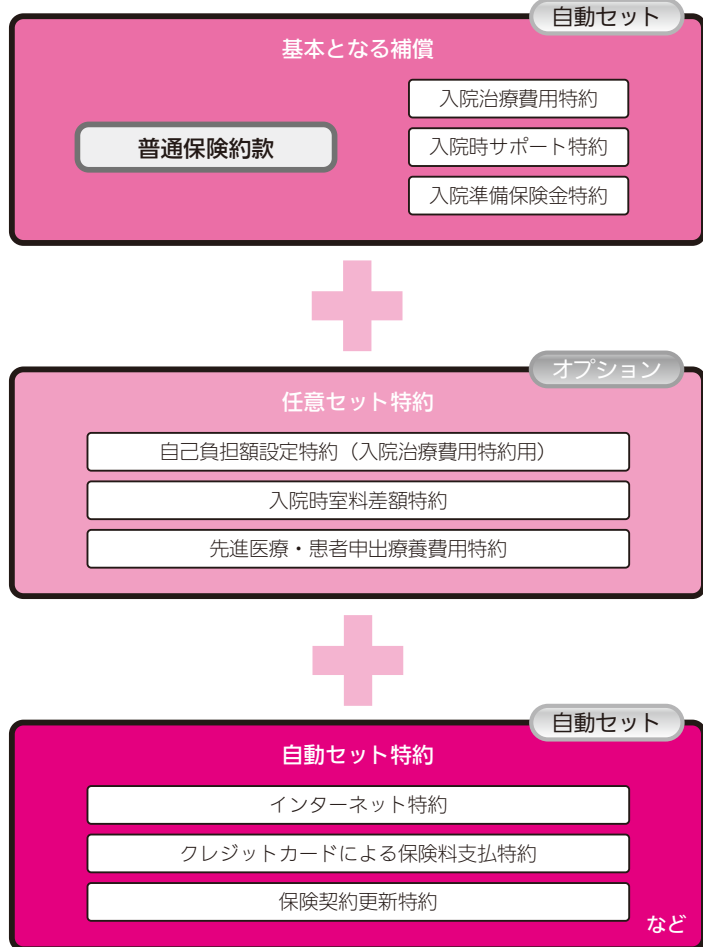 自動セット
基本となる補償
普通保険約款
入院治療費用特約
入院時サポート特約
入院準備保険金特約
オプション
任意セット特約
自己負担額設定特約（入院治療費用特約用）
入院時室料差額特約
先進医療・患者申出療養費用特約
自動セット
自動セット特約
インターネット特約
クレジットカードによる保険料支払特約
保険契約更新特約
など